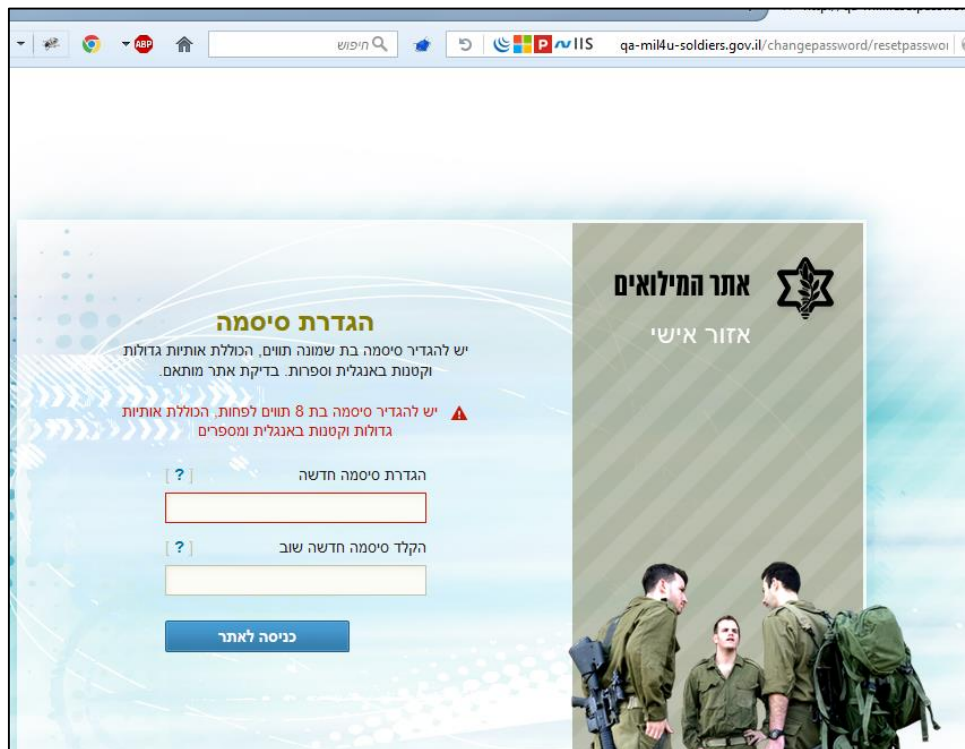 חיפוש
IIS
qa-mil4u-soldiers.gov.il/changepassword/resetpasswor
ABP
P
אתר המילואים
אזור אישי
הגדרת סיסמה
יש להגדיר סיסמה בת שמונה תווים, הכוללת אותיות גדולות
וקטנות באנגלית וספרות. בדיקת אתר מותאם.
יש להגדיר סיסמה בת 8 תווים לפחות, הכוללת אותיות
גדולות וקטנות באנגלית ומספרים
הגדרת סיסמה חדשה [ ? ]
הקלד סיסמה חדשה שוב [ ? ]
כניסה לאתר